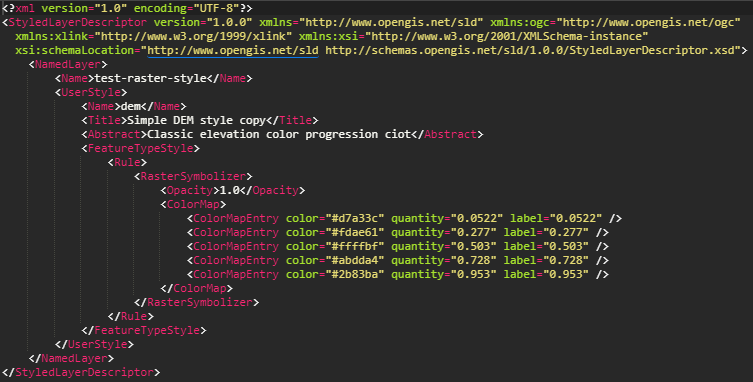 <?xml version="1.0" encoding="UTF-8"?>
<StyledLayerDescriptor version="1.0.0" xmlns="http://www.opengis.net/sld" xmlns:ogc="http://www.opengis.net/ogc"
xmlns:xlink="http://www.w3.org/1999/xlink" xmlns:xsi="http://www.w3.org/2001/XMLSchema-instance"
xsi:schemaLocation="http://www.opengis.net/sld http://schemas.opengis.net/sld/1.0.0/StyledLayerDescriptor.xsd">
<NamedLayer>
<Name>test-raster-style</Name>
<UserStyle>
<Name>dem</Name>
<Title>Simple DEM style copy</Title>
<Abstract>Classic elevation color progression ciot</Abstract>
<FeatureTypeStyle>
<Rule>
<RasterSymbolizer>
<Opacity>1.0</Opacity>
<ColorMap>
<ColorMapEntry color="#d7a33c" quantity="0.0522" label="0.0522" />
<ColorMapEntry color="#fdae61" quantity="0.277" label="0.277" />
<ColorMapEntry color="#ffffbf" quantity="0.503" label="0.503" />
<ColorMapEntry color="#abdda4" quantity="0.728" label="0.728" />
<ColorMapEntry color="#2b83ba" quantity="0.953" label="0.953" />
</ColorMap>
</RasterSymbolizer>
</Rule>
</FeatureTypeStyle>
</UserStyle>
</NamedLayer>
</StyledLayerDescriptor>